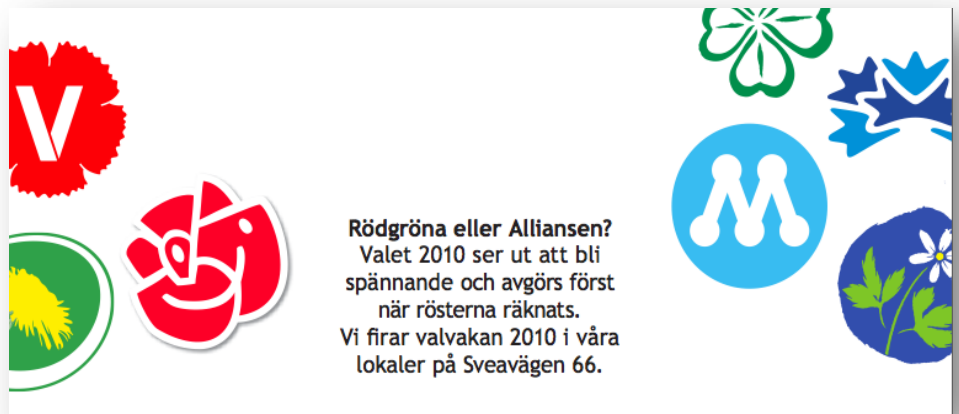 V
Rödgröna eller Alliansen?
Valet 2010 ser ut att bli
spännande och avgörs först
när rösterna räknats.
Vi firar valvakan 2010 i våra
lokaler på Sveavägen 66.
M